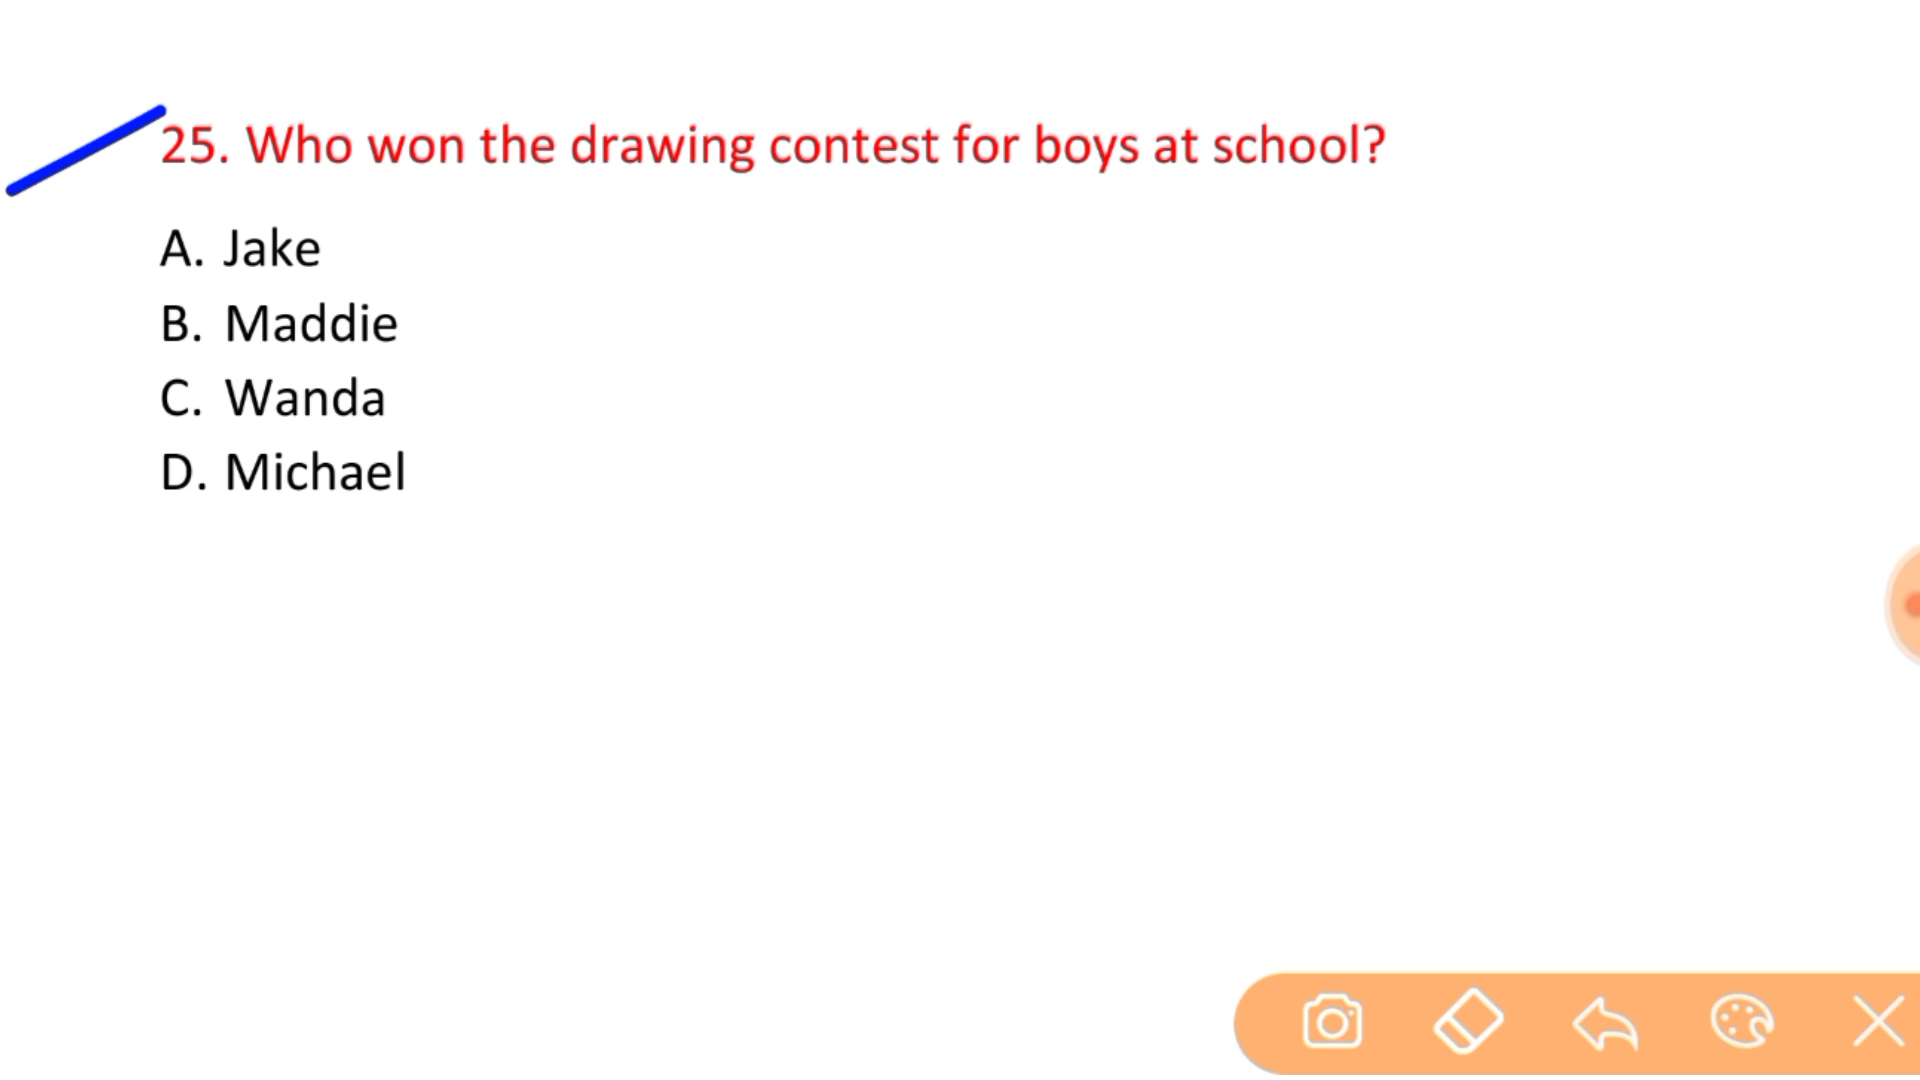 25. Who won the drawing contest for boys at school?
A. Jake
B. Maddie
C. Wanda
D. Michael